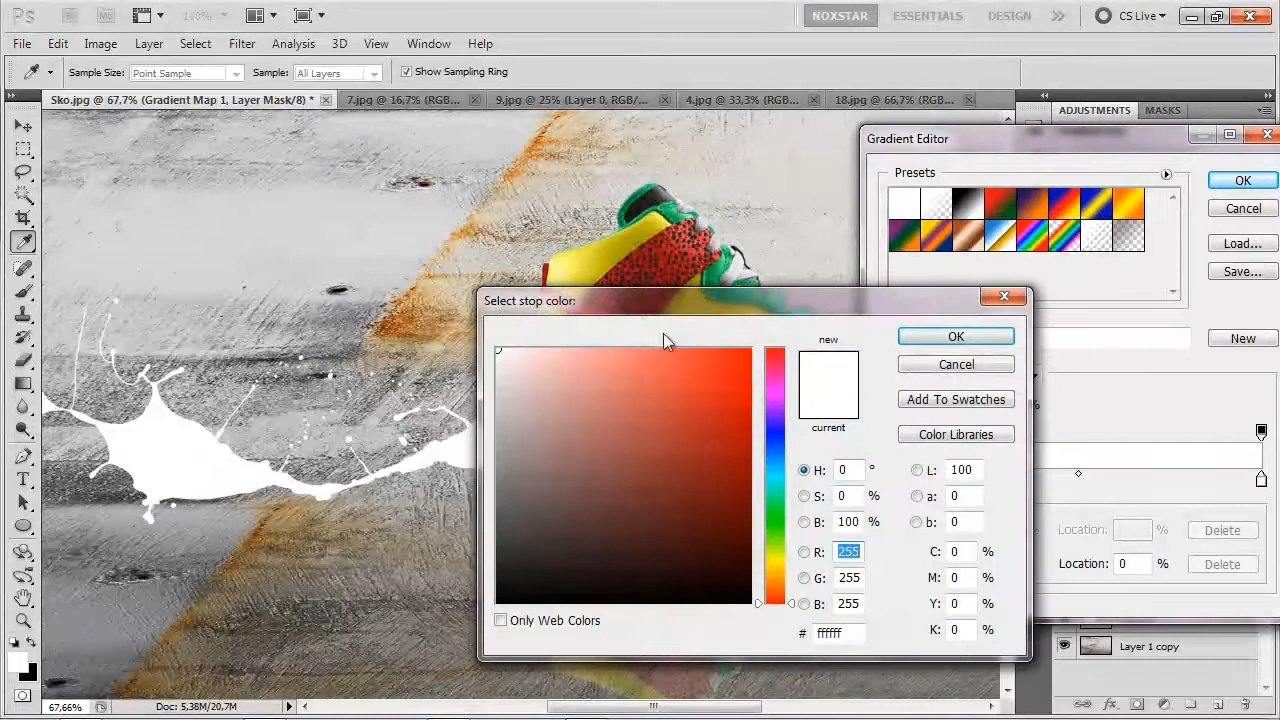 Ps Br Mb 100% NOXSTAR ESSENTIALS DESIGN CS Live
File Edit Image Layer Select Filter Analysis 3D View Window Help
Sample Size: Point Sample Sample: All Layers Show Sampling Ring
Sko.jpg @ 67,7% (Gradient Map 1, Layer Mask/8) * 7.jpg @ 16,7% (RGB... 9.jpg @ 25% (Layer 0, RGB/... 4.jpg @ 33,3% (RGB... 18.jpg @ 66,7% (RGB... ADJUSTMENTS MASKS
Gradient Editor
Presets
OK
Cancel
Load...
Save...
New
%
Location: %
Delete
Location: 0 %
Delete
Select stop color:
new
current
OK
Cancel
Add To Swatches
Color Libraries
H: 0 ° L: 100
S: 0 % a: 0
B: 100 % b: 0
R: 255 C: 0 %
G: 255 M: 0 %
B: 255 Y: 0 %
# ffffff K: 0 %
Only Web Colors
Layer 1 copy
67,66% Doc: 5,38M/20,7M
fx